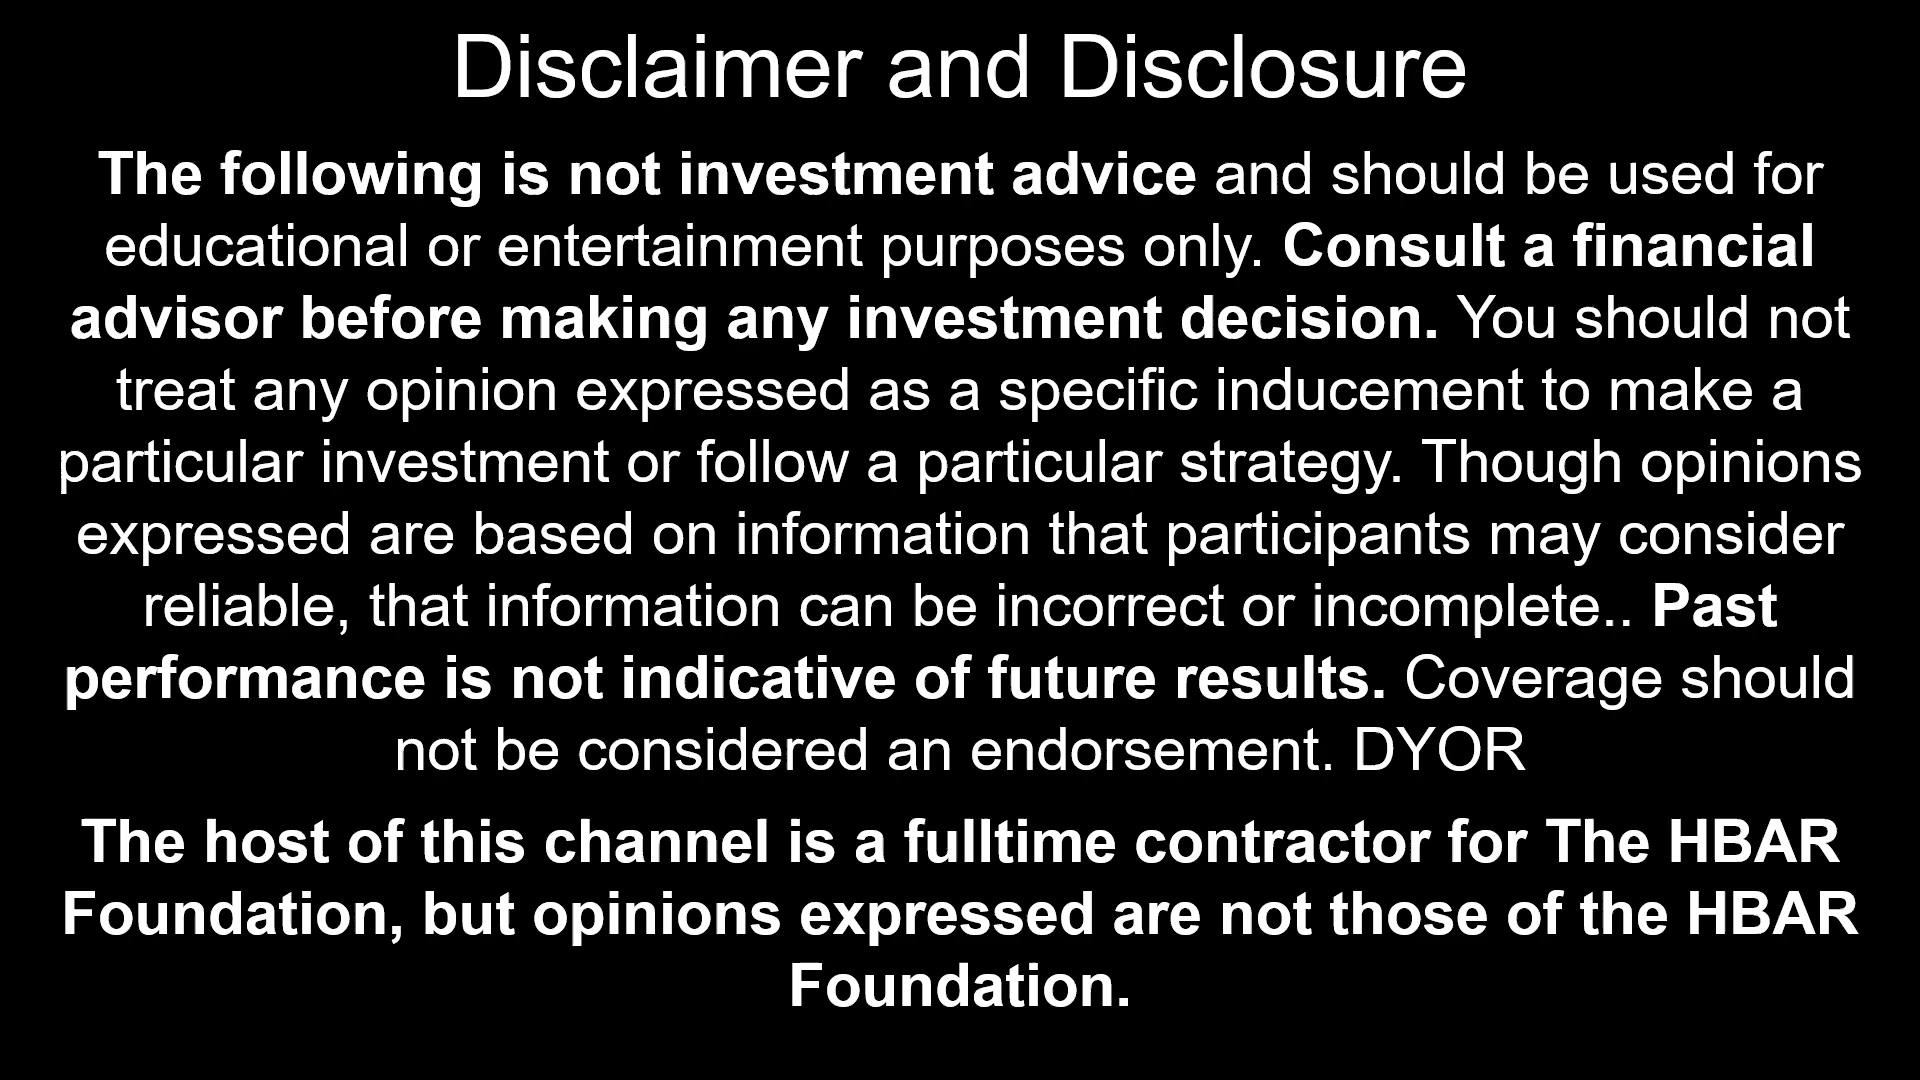 Disclaimer and Disclosure
The following is not investment advice and should be used for
educational or entertainment purposes only. Consult a financial
advisor before making any investment decision. You should not
treat any opinion expressed as a specific inducement to make a
particular investment or follow a particular strategy. Though opinions
expressed are based on information that participants may consider
reliable, that information can be incorrect or incomplete.. Past
performance is not indicative of future results. Coverage should
not be considered an endorsement. DYOR
The host of this channel is a fulltime contractor for The HBAR
Foundation, but opinions expressed are not those of the HBAR
Foundation.